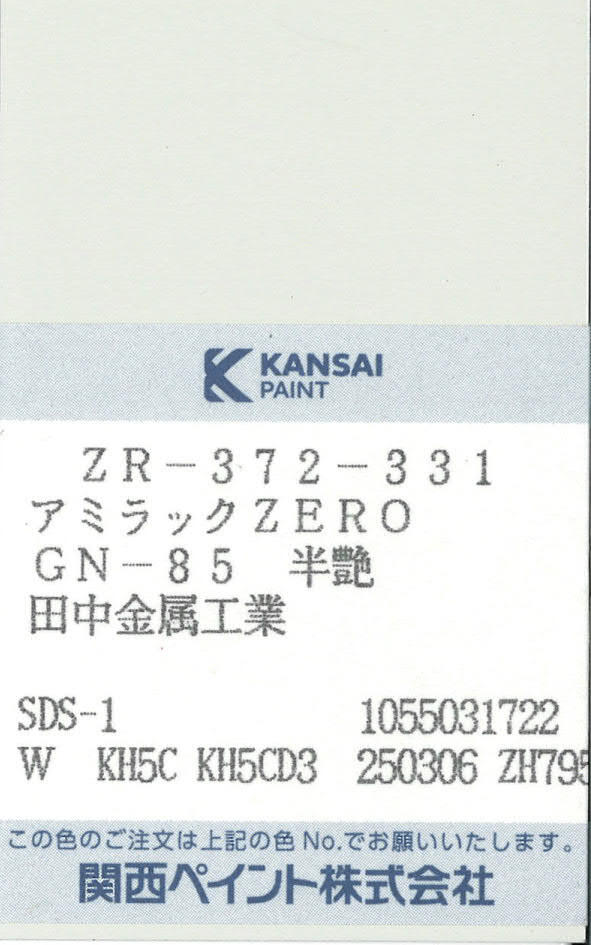 KANSAI
PAINT
ZR-372-331
アミラックZERO
GN-85 半艶
田中金属工業
SDS-1 1055031722
W KH5C KH5CD3 250306 ZH795
この色のご注文は上記の色No.でお願いいたします。
関西ペイント株式会社